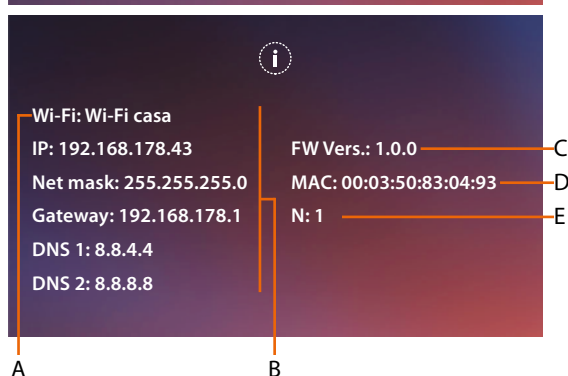 i
Wi-Fi: Wi-Fi casa
IP: 192.168.178.43
Net mask: 255.255.255.0
Gateway: 192.168.178.1
DNS 1: 8.8.4.4
DNS 2: 8.8.8.8
FW Vers.: 1.0.0
MAC: 00:03:50:83:04:93
N: 1
C
D
E
A
B